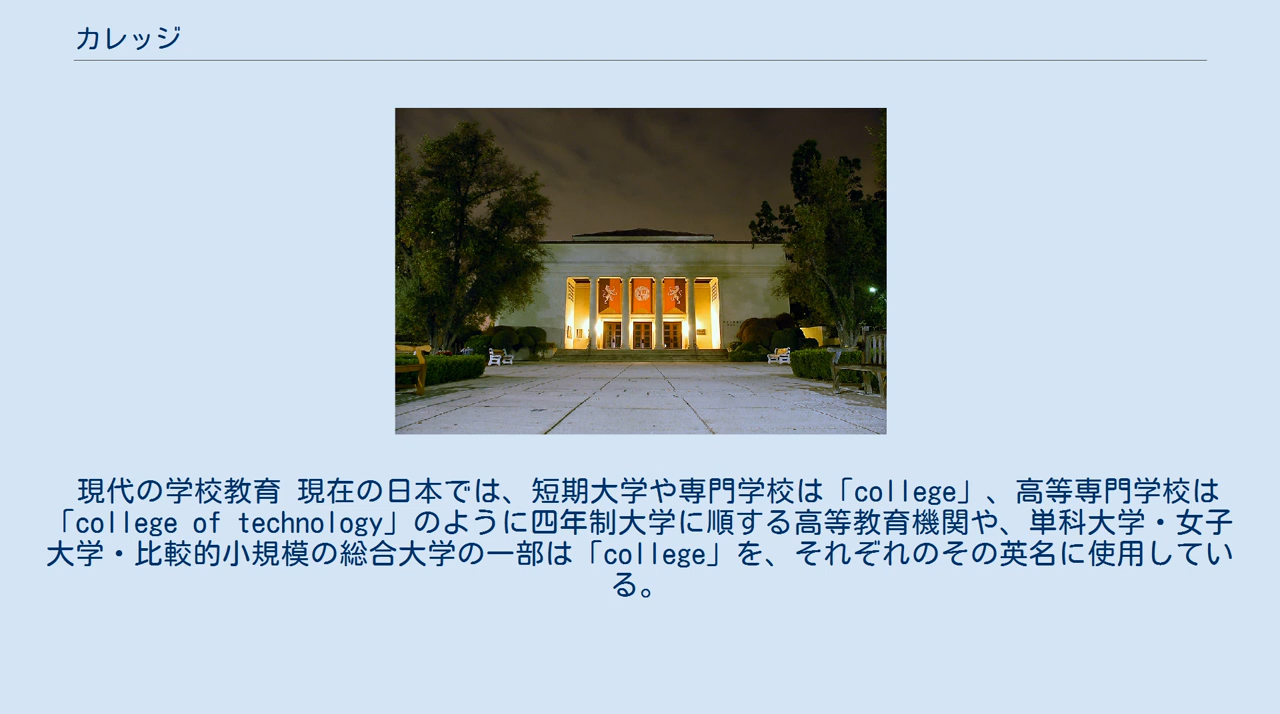 カレッジ
現代の学校教育 現在の日本では、短期大学や専門学校は「college」、高等専門学校は
「college of technology」のように四年制大学に順する高等教育機関や、単科大学・女子
大学・比較的小規模の総合大学の一部は「college」を、それぞれのその英名に使用してい
る。